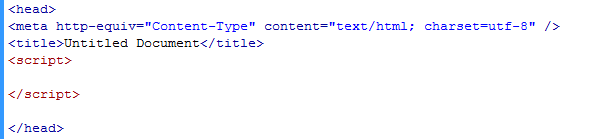 <head>
<meta http-equiv="Content-Type" content="text/html; charset=utf-8" />
<title>Untitled Document</title>
<script>
</script>
</head>